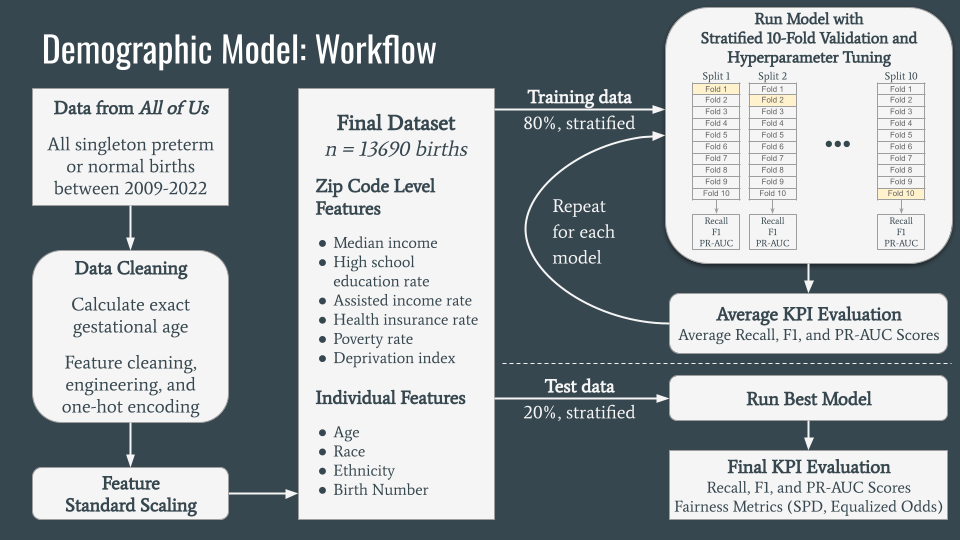 Demographic Model: Workflow
Data from All of Us
All singleton preterm
or normal births
between 2009-2022
Data Cleaning
Calculate exact
gestational age
Feature cleaning,
engineering, and
one-hot encoding
Feature
Standard Scaling
Final Dataset
n = 13690 births
Zip Code Level
Features
● Median income
● High school
education rate
● Assisted income rate
● Health insurance rate
● Poverty rate
● Deprivation index
Individual Features
● Age
● Race
● Ethnicity
● Birth Number
Training data
80%, stratified
Repeat
for each
model
Run Model with
Stratified 10-Fold Validation and
Hyperparameter Tuning
Split 1
Fold 1
Fold 2
Fold 3
Fold 4
Fold 5
Fold 6
Fold 7
Fold 8
Fold 9
Fold 10
Recall
F1
PR-AUC
Split 2
Fold 1
Fold 2
Fold 3
Fold 4
Fold 5
Fold 6
Fold 7
Fold 8
Fold 9
Fold 10
Recall
F1
PR-AUC
•••
Split 10
Fold 1
Fold 2
Fold 3
Fold 4
Fold 5
Fold 6
Fold 7
Fold 8
Fold 9
Fold 10
Recall
F1
PR-AUC
Average KPI Evaluation
Average Recall, F1, and PR-AUC Scores
Test data
20%, stratified
Run Best Model
Final KPI Evaluation
Recall, F1, and PR-AUC Scores
Fairness Metrics (SPD, Equalized Odds)